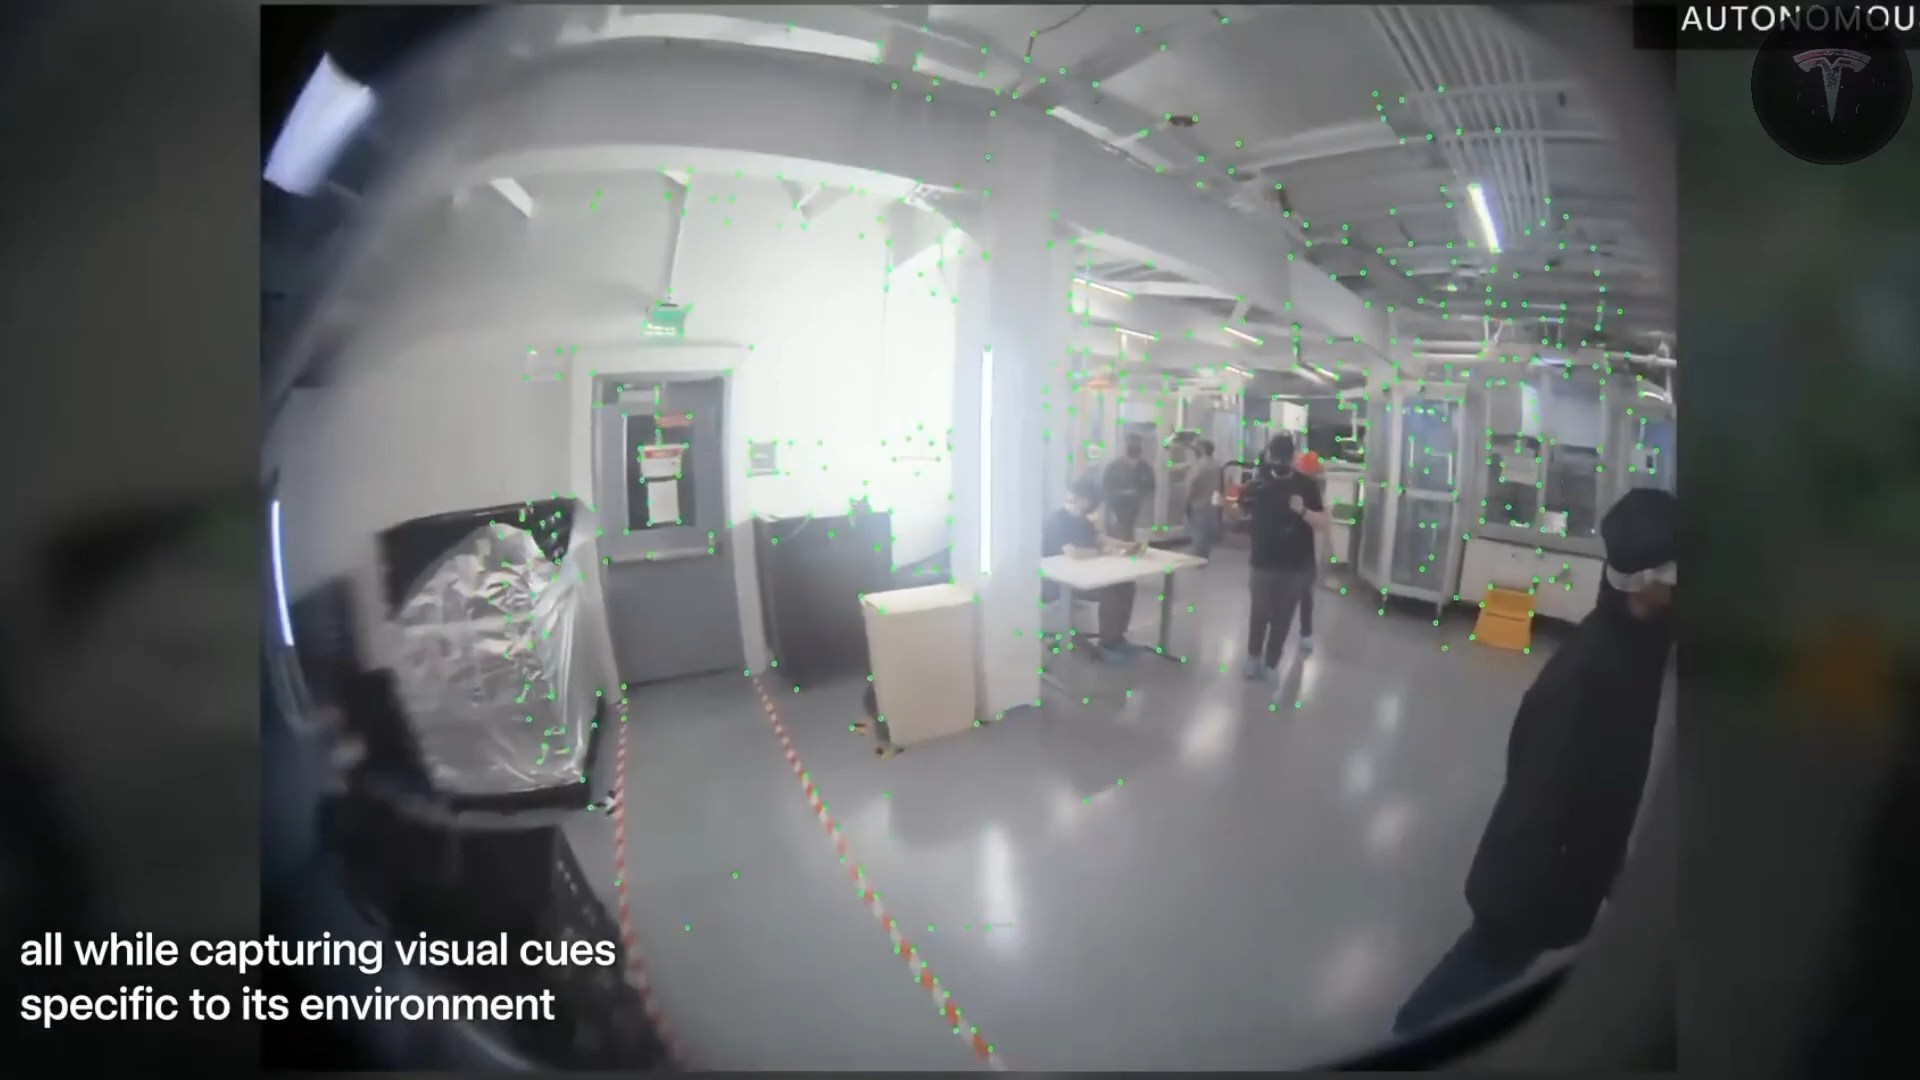 AUTONOMOU
all while capturing visual cues
specific to its environment